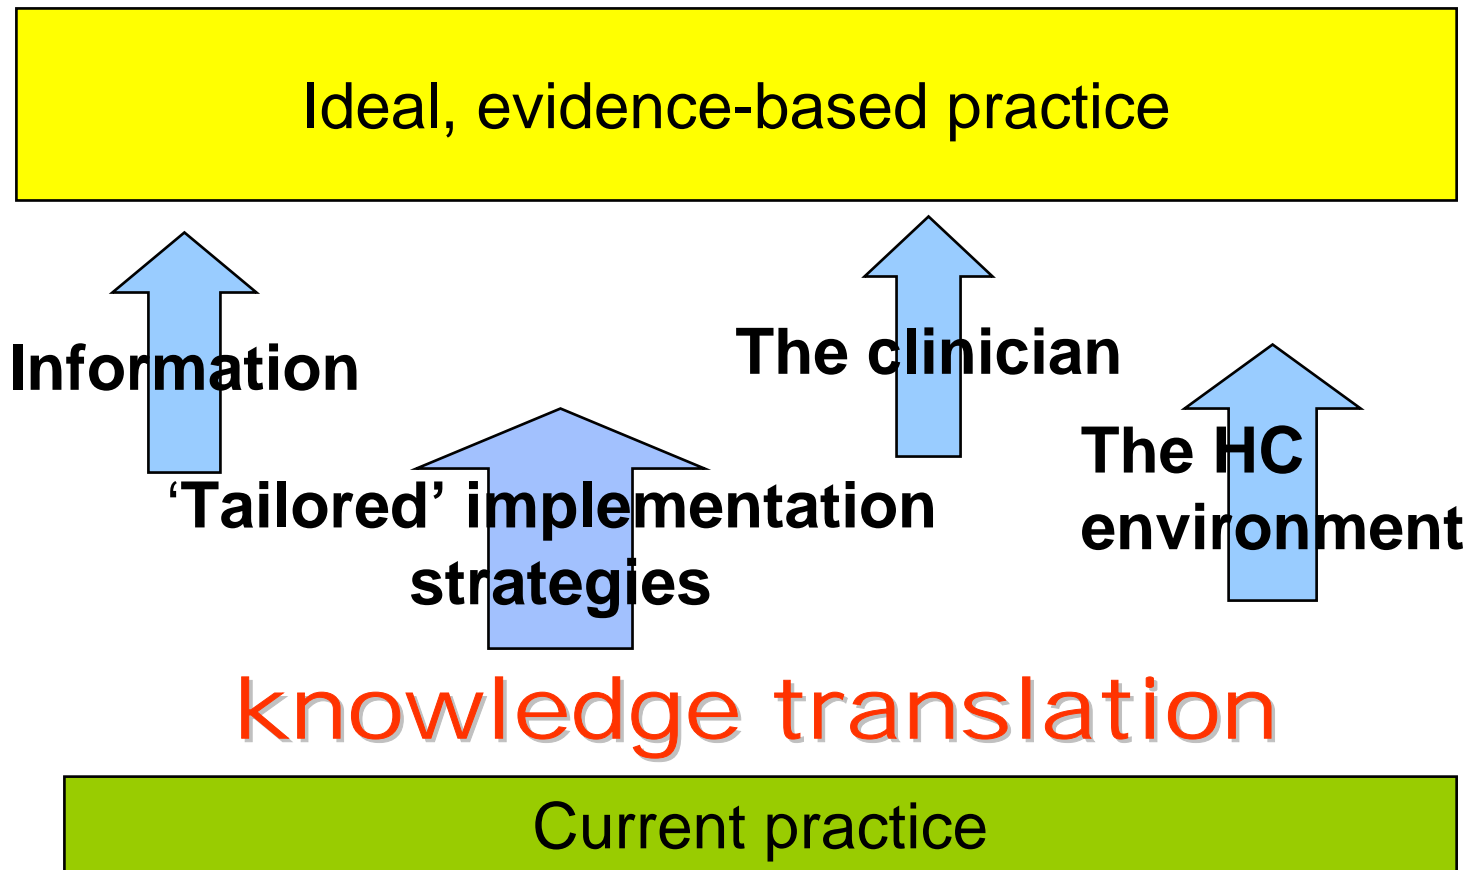 Ideal, evidence-based practice
Information
The clinician
‘Tailored’ implementation
strategies
The HC
environment
knowledge translation
Current practice